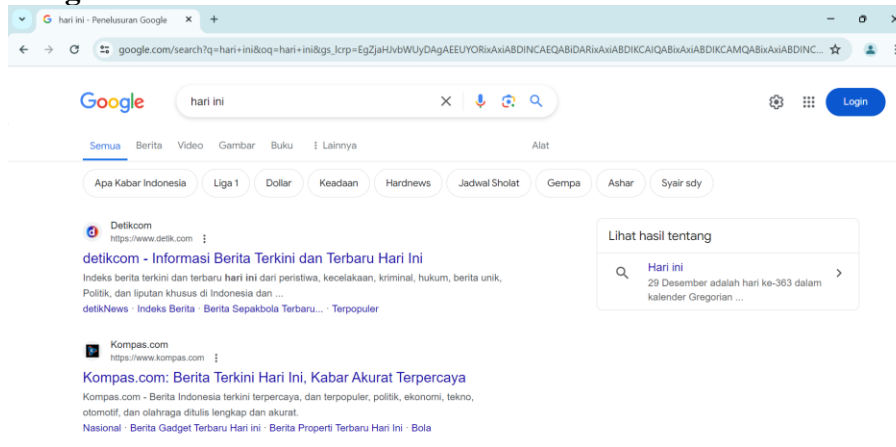 hari ini - Penelusuran Google
google.com/search?q=hari+ini&oq=hari+ini&gs_lcrp=EgZjaHJvbWUyDAgAEEUYORixAxiABDINCAEQABiDARixAxiABDIKCAIQABixAxiABDIKCAMQABixAxiABDINC...
Google
hari ini
Login
Semua Berita Video Gambar Buku Lainnya Alat
Apa Kabar Indonesia Liga 1 Dollar Keadaan Hardnews Jadwal Sholat Gempa Ashar Syair sdy
Detikcom
https://www.detik.com
detikcom - Informasi Berita Terkini dan Terbaru Hari Ini
Indeks berita terkini dan terbaru hari ini dari peristiwa, kecelakaan, kriminal, hukum, berita unik,
Politik, dan liputan khusus di Indonesia dan ...
detikNews · Indeks Berita · Berita Sepakbola Terbaru... · Terpopuler
Kompas.com
https://www.kompas.com
Kompas.com: Berita Terkini Hari Ini, Kabar Akurat Terpercaya
Kompas.com - Berita Indonesia terkini terpercaya, dan terpopuler, politik, ekonomi, tekno,
otomotif, dan olahraga ditulis lengkap dan akurat.
Nasional · Berita Gadget Terbaru Hari ini · Berita Properti Terbaru Hari Ini · Bola
Lihat hasil tentang
Hari ini
29 Desember adalah hari ke-363 dalam
kalender Gregorian ...